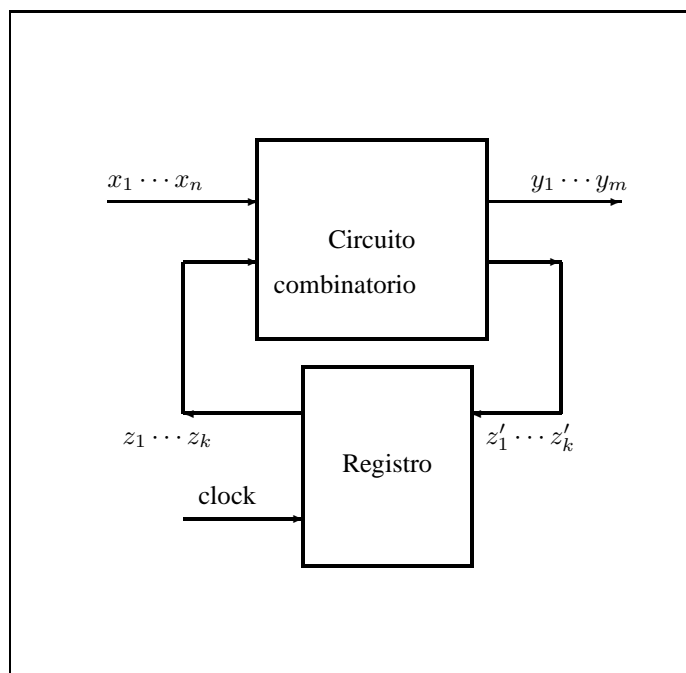 x₁ ⋯ xₙ
y₁ ⋯ yₘ
Circuito
combinatorio
z₁ ⋯ zₖ
z′₁ ⋯ z′ₖ
Registro
clock